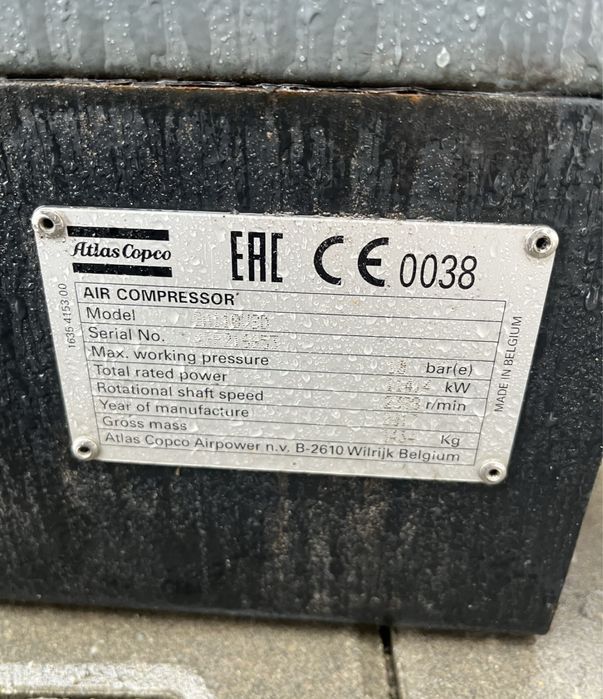 Atlas Copco
EAC CE 0038
1635 4153 00
AIR COMPRESSOR
Model
Serial No.
Max. working pressure bar(e)
Total rated power kW
Rotational shaft speed r/min
Year of manufacture
Gross mass Kg
Atlas Copco Airpower n.v. B-2610 Wilrijk Belgium
MADE IN BELGIUM